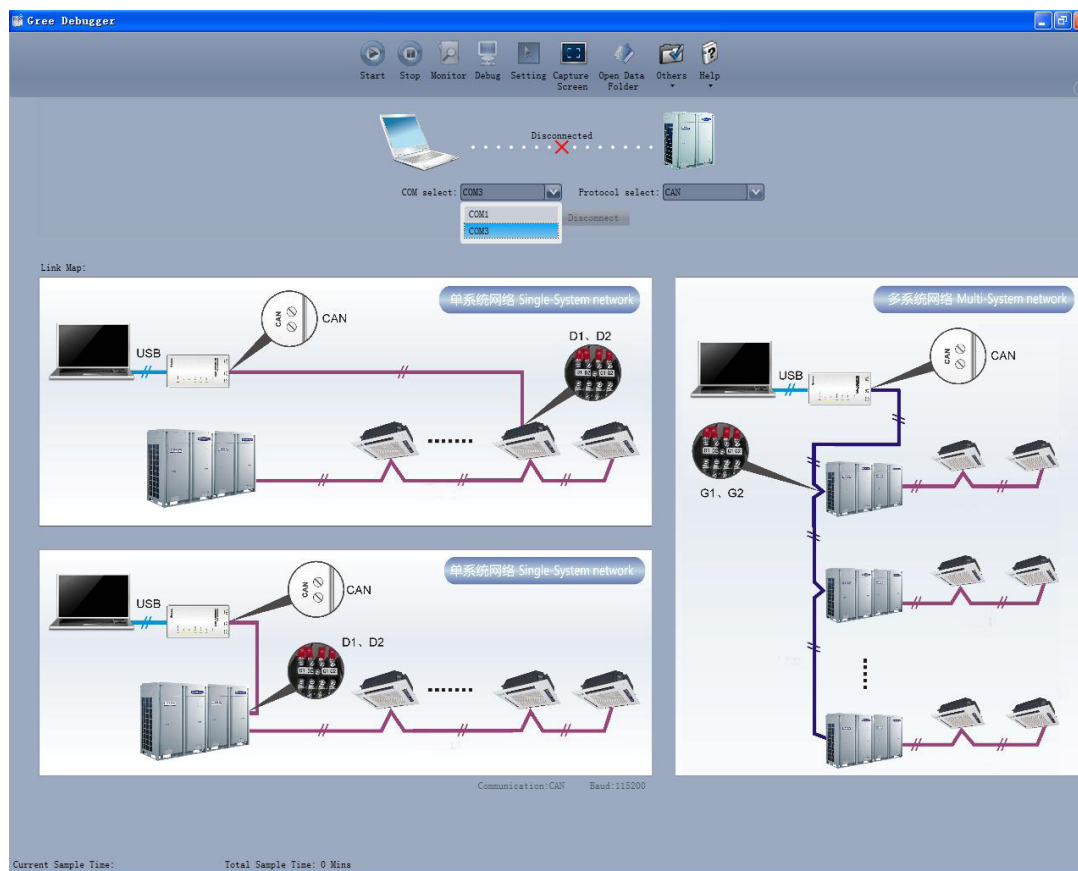 Gree Debugger
Start Stop Monitor Debug Setting Capture Screen Open Data Folder Others Help
Disconnected
COM select: COM3 Protocol select: CAN
COM1
COM3
Disconnect
Link Map:
单系统网络 Single-System network
CAN
CAN
USB
D1、D2
单系统网络 Single-System network
CAN
CAN
USB
D1、D2
多系统网络 Multi-System network
CAN
CAN
USB
G1、G2
Communication:CAN Baud:115200
Current Sample Time: Total Sample Time: 0 Mins